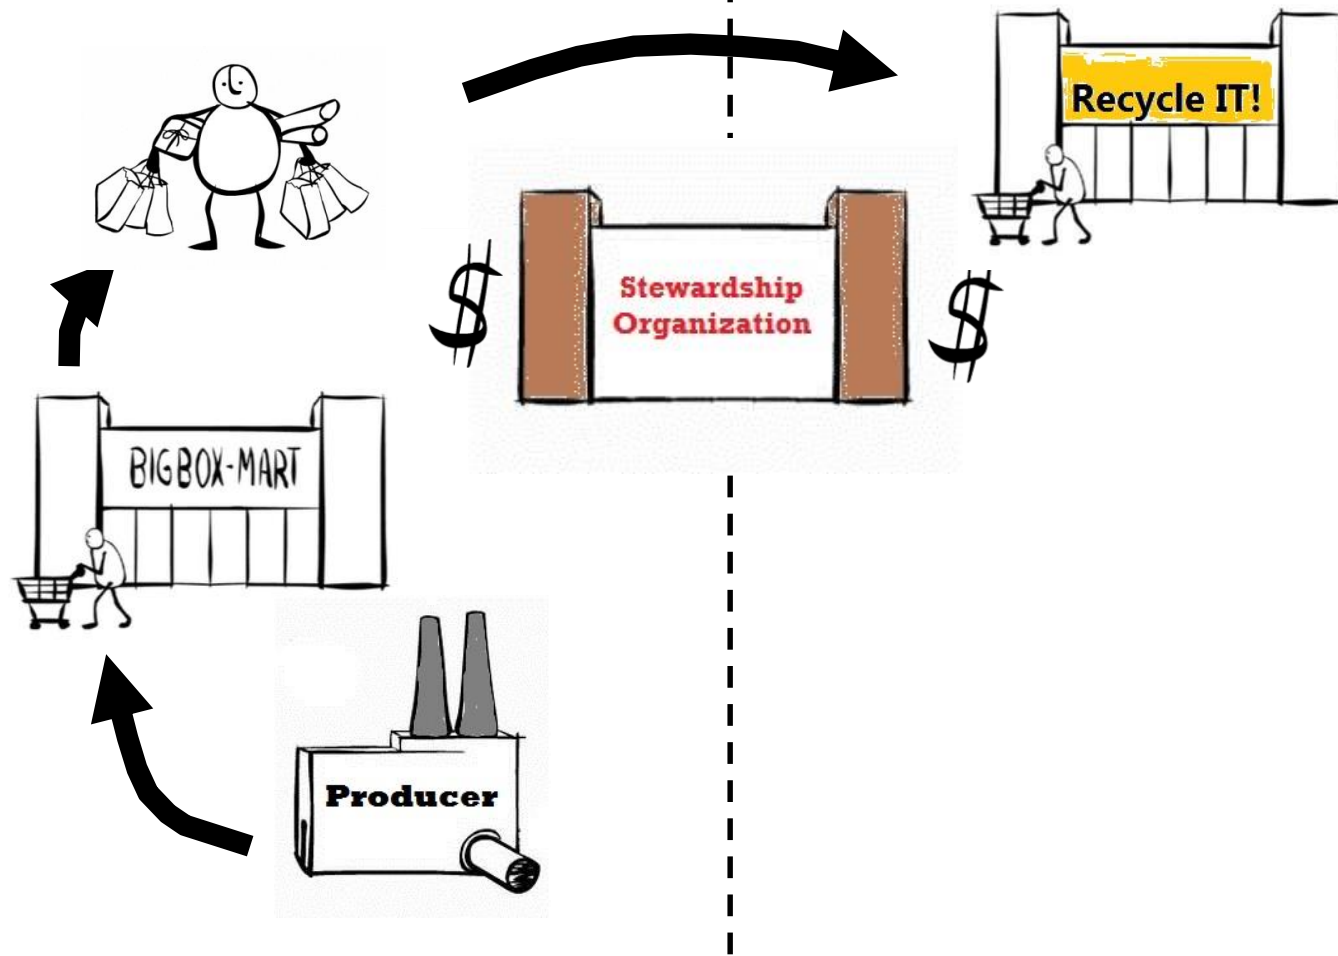 Recycle IT!
$
Stewardship
Organization
$
BIGBOX-MART
Producer